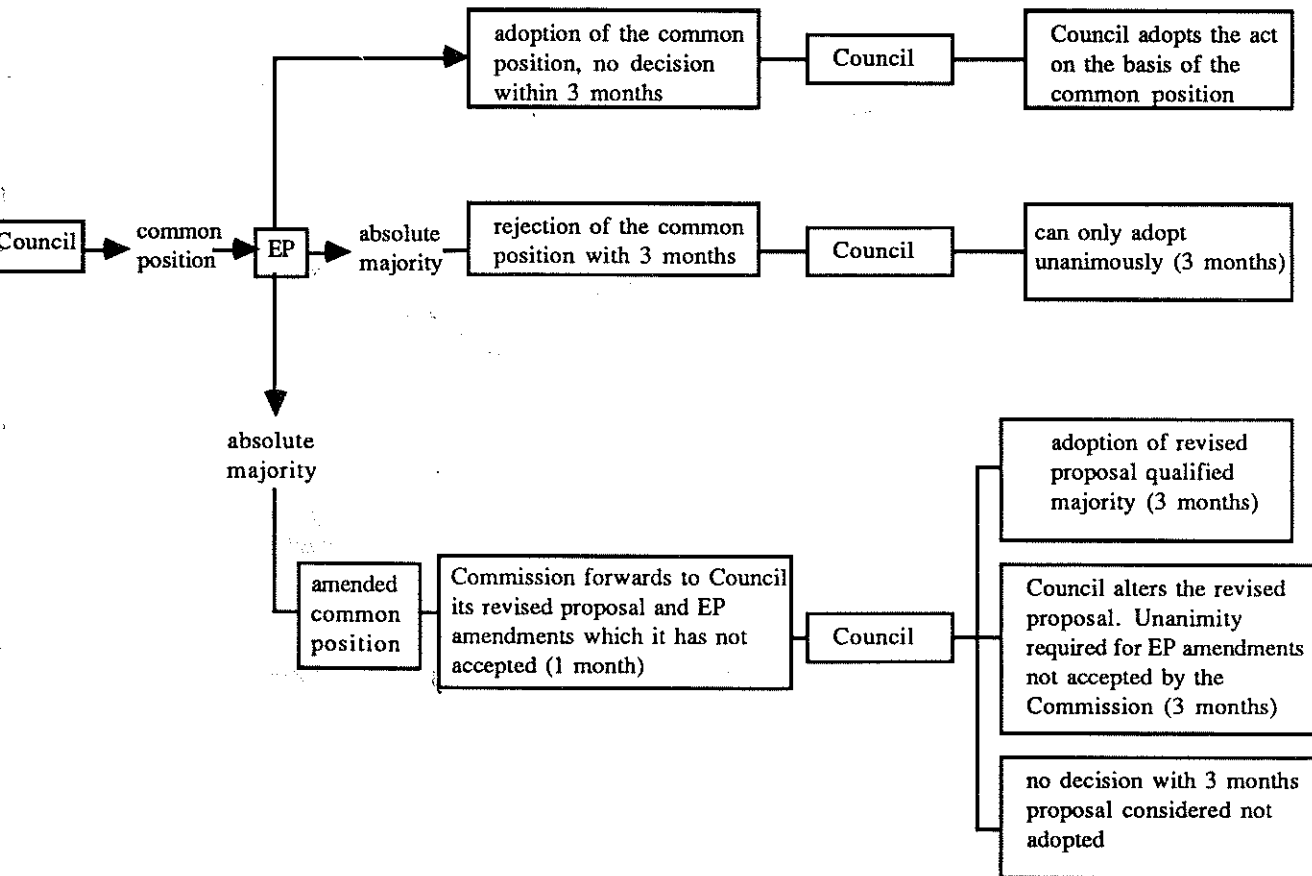 adoption of the common
position, no decision
within 3 months
Council
Council adopts the act
on the basis of the
common position
Council
common
position
EP
absolute
majority
rejection of the common
position with 3 months
Council
can only adopt
unanimously (3 months)
absolute
majority
amended
common
position
Commission forwards to Council
its revised proposal and EP
amendments which it has not
accepted (1 month)
Council
adoption of revised
proposal qualified
majority (3 months)
Council alters the revised
proposal. Unanimity
required for EP amendments
not accepted by the
Commission (3 months)
no decision with 3 months
proposal considered not
adopted